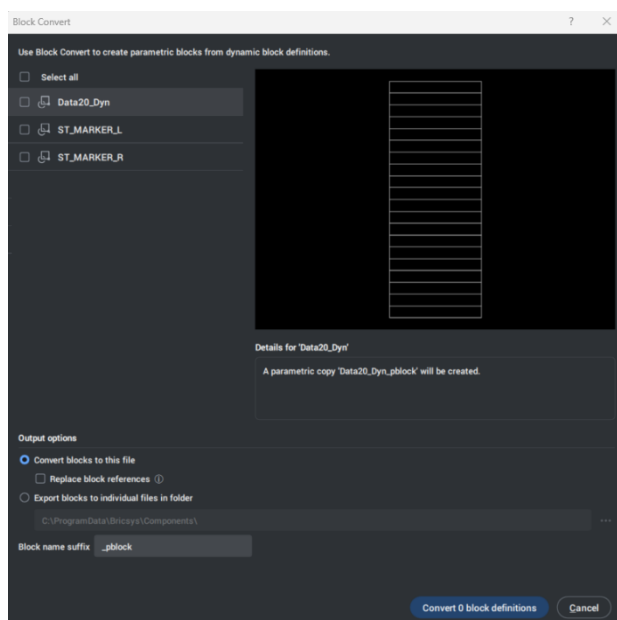 Block Convert ? ×
Use Block Convert to create parametric blocks from dynamic block definitions.
Select all
Data20_Dyn
ST_MARKER_L
ST_MARKER_R
Details for 'Data20_Dyn'
A parametric copy 'Data20_Dyn_pblock' will be created.
Output options
Convert blocks to this file
Replace block references
Export blocks to individual files in folder
C:\ProgramData\Bricsys\Components\ ...
Block name suffix _pblock
Convert 0 block definitions Cancel